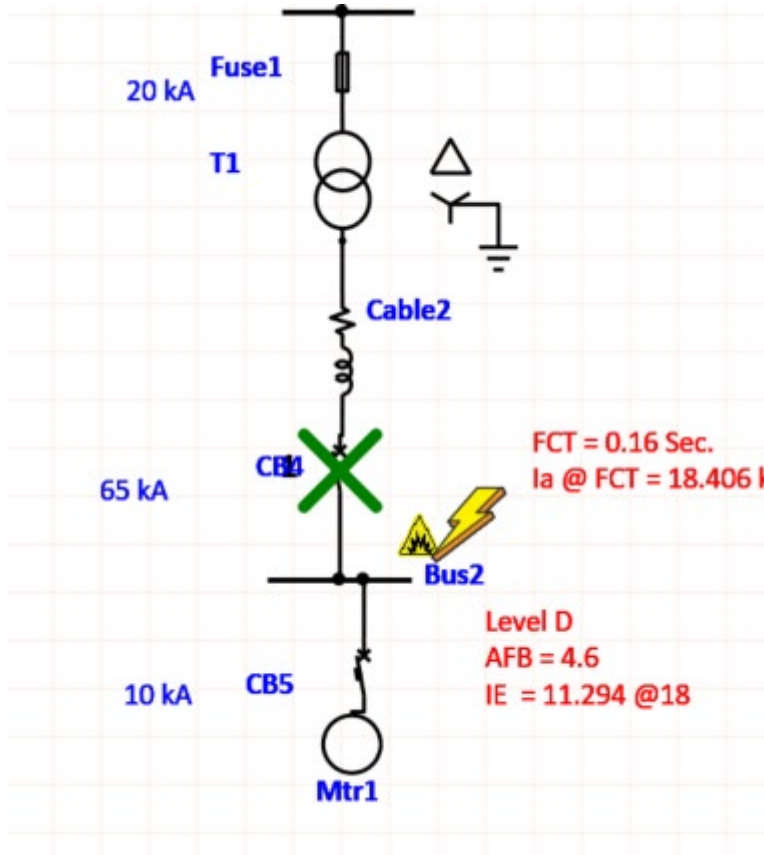 Fuse1
20 kA
T1
Cable2
FCT = 0.16 Sec.
Ia @ FCT = 18.406 k
65 kA
Bus2
Level D
AFB = 4.6
IE = 11.294 @18
CB5
10 kA
Mtr1